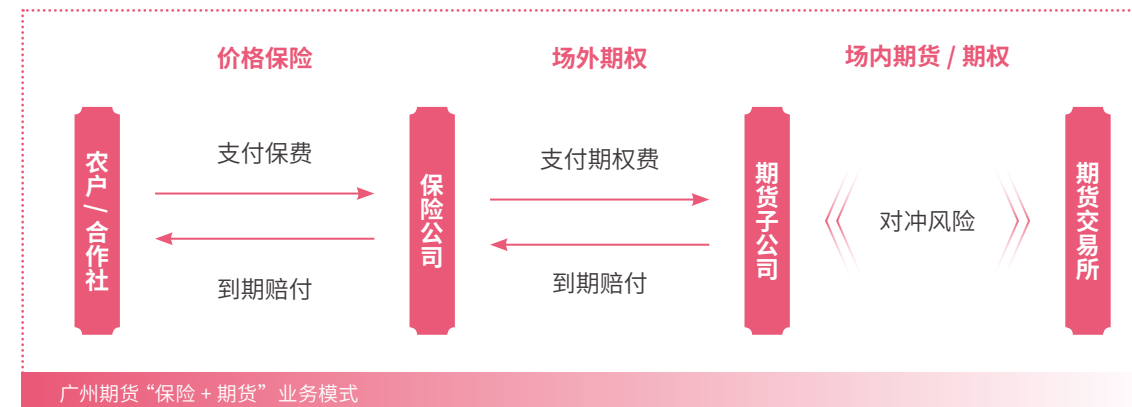 价格保险
场外期权
场内期货 / 期权
农户 / 合作社
支付保费
到期赔付
保险公司
支付期权费
到期赔付
期货子公司
对冲风险
期货交易所
广州期货“保险 + 期货”业务模式